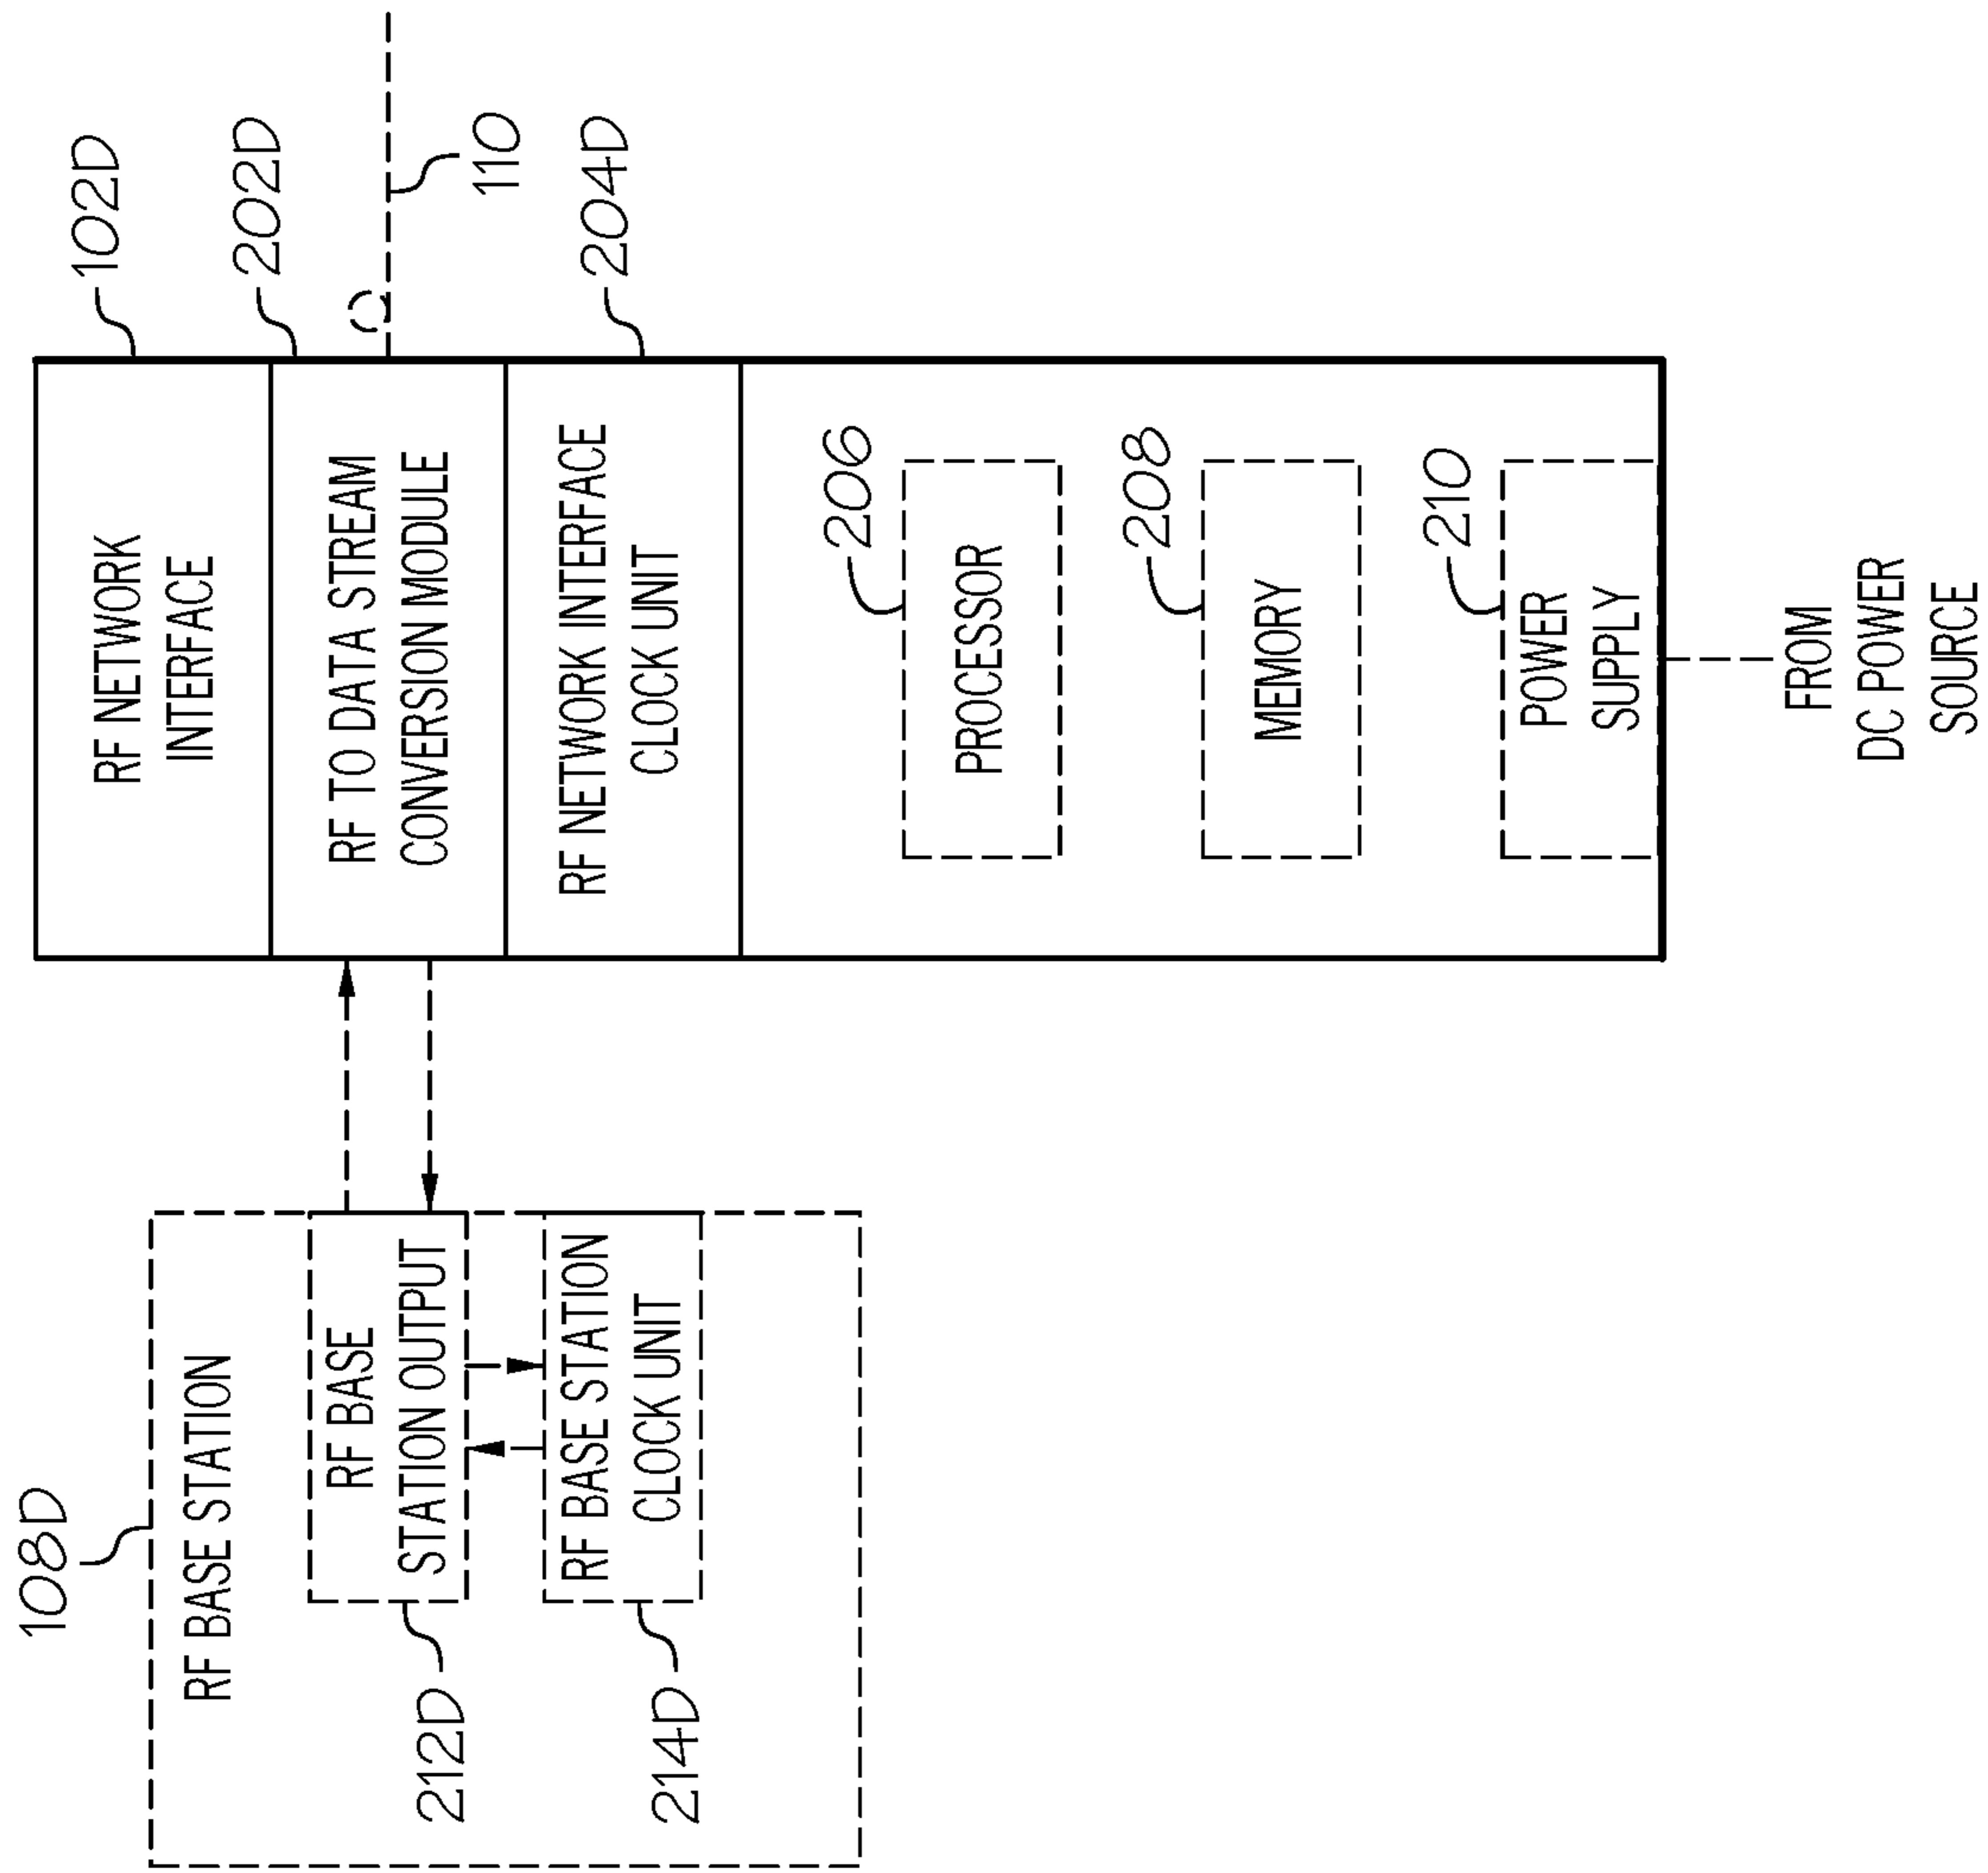 108D
RF BASE STATION
RF BASE
STATION OUTPUT
212D
RF BASE STATION
CLOCK UNIT
214D
102D
RF NETWORK
INTERFACE
202D
RF TO DATA STREAM
CONVERSION MODULE
110
204D
RF NETWORK INTERFACE
CLOCK UNIT
206
PROCESSOR
208
MEMORY
210
POWER
SUPPLY
FROM
DC POWER
SOURCE